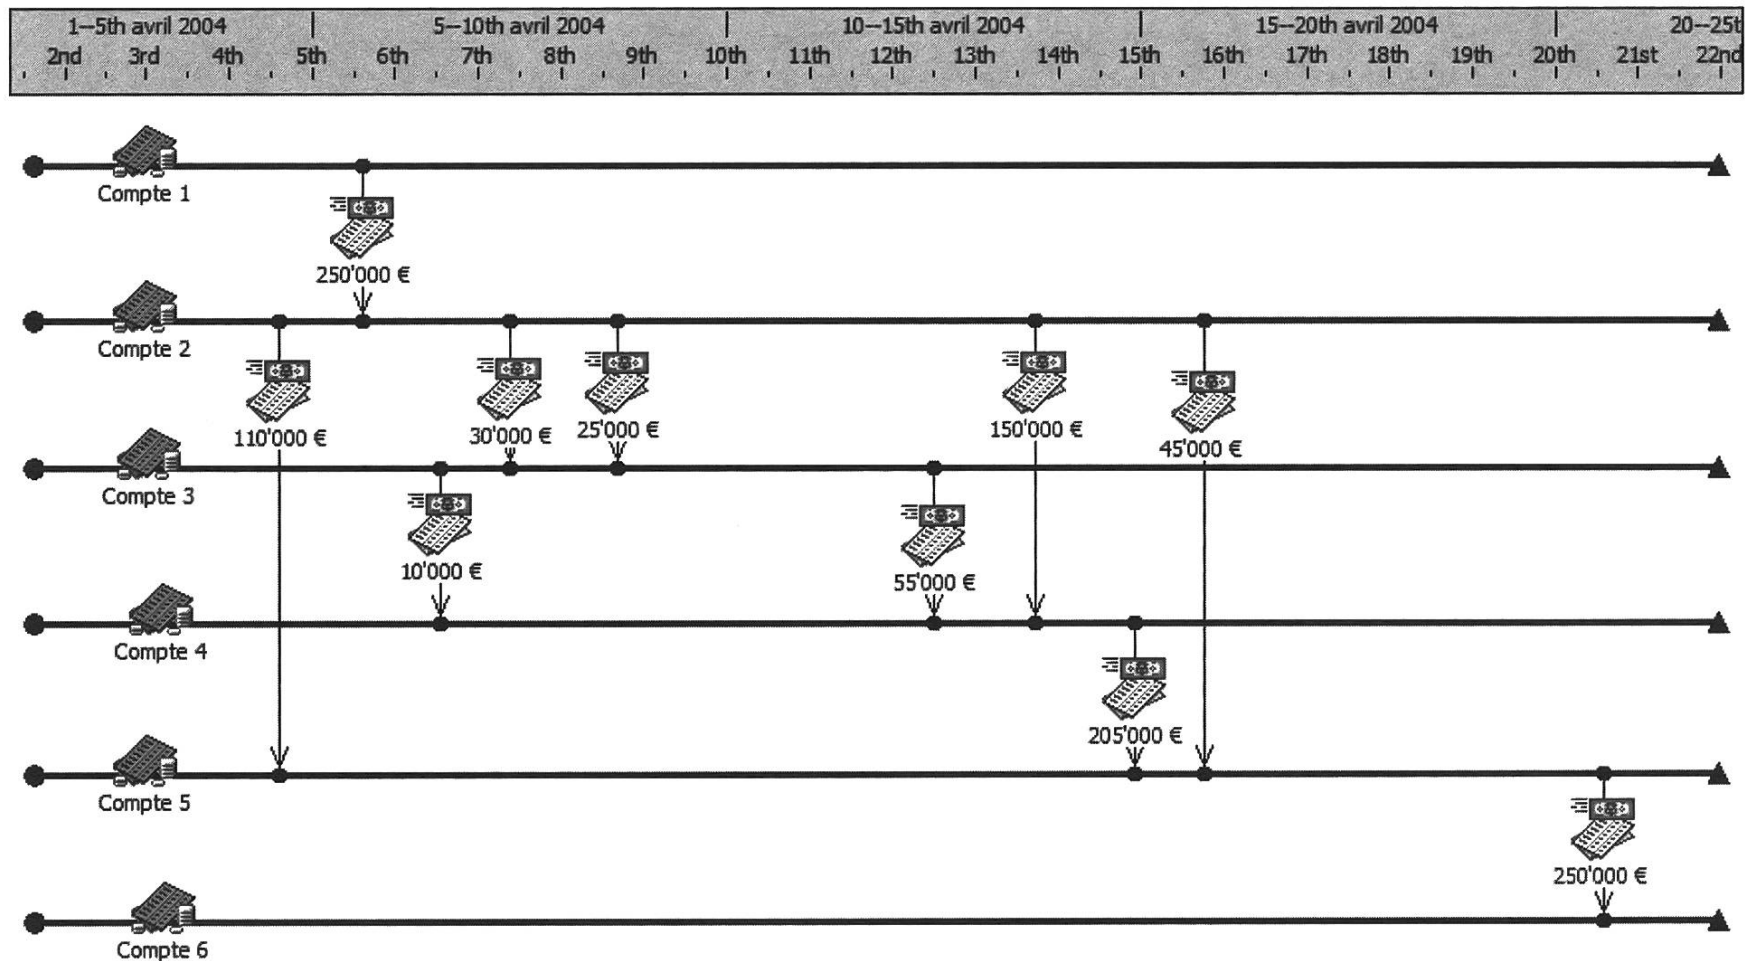 1--5th avril 2004 5--10th avril 2004 10--15th avril 2004 15--20th avril 2004 20--25t
2nd 3rd 4th 5th 6th 7th 8th 9th 10th 11th 12th 13th 14th 15th 16th 17th 18th 19th 20th 21st 22nd
Compte 1
250'000 €
Compte 2
110'000 € 30'000 € 25'000 € 150'000 € 45'000 €
Compte 3
10'000 € 55'000 €
Compte 4
205'000 €
Compte 5
250'000 €
Compte 6